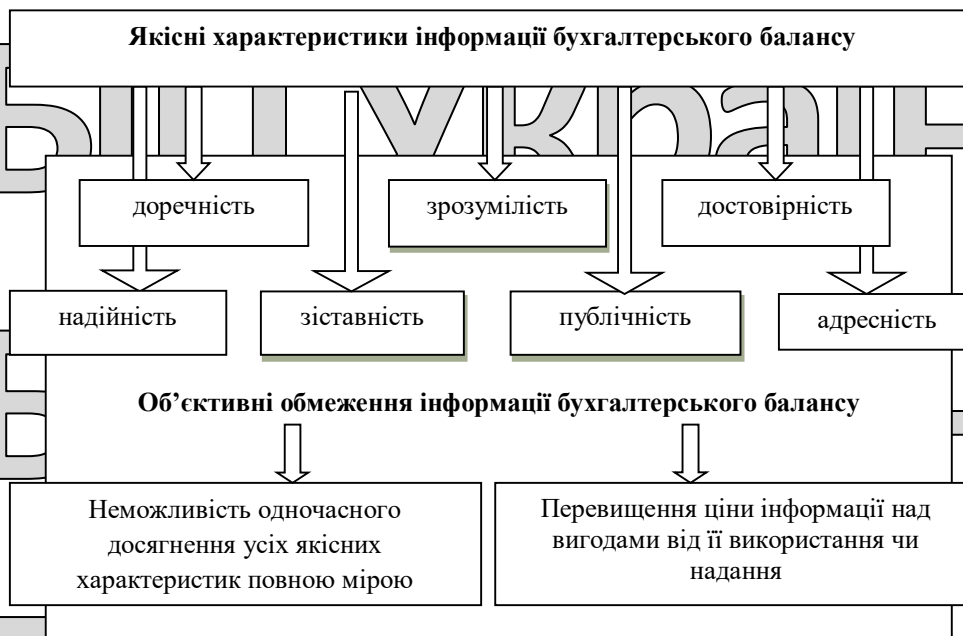 Якісні характеристики інформації бухгалтерського балансу
доречність
зрозумілість
достовірність
надійність
зіставність
публічність
адресність
Об’єктивні обмеження інформації бухгалтерського балансу
Неможливість одночасного
досягнення усіх якісних
характеристик повною мірою
Перевищення ціни інформації над
вигодами від її використання чи
надання